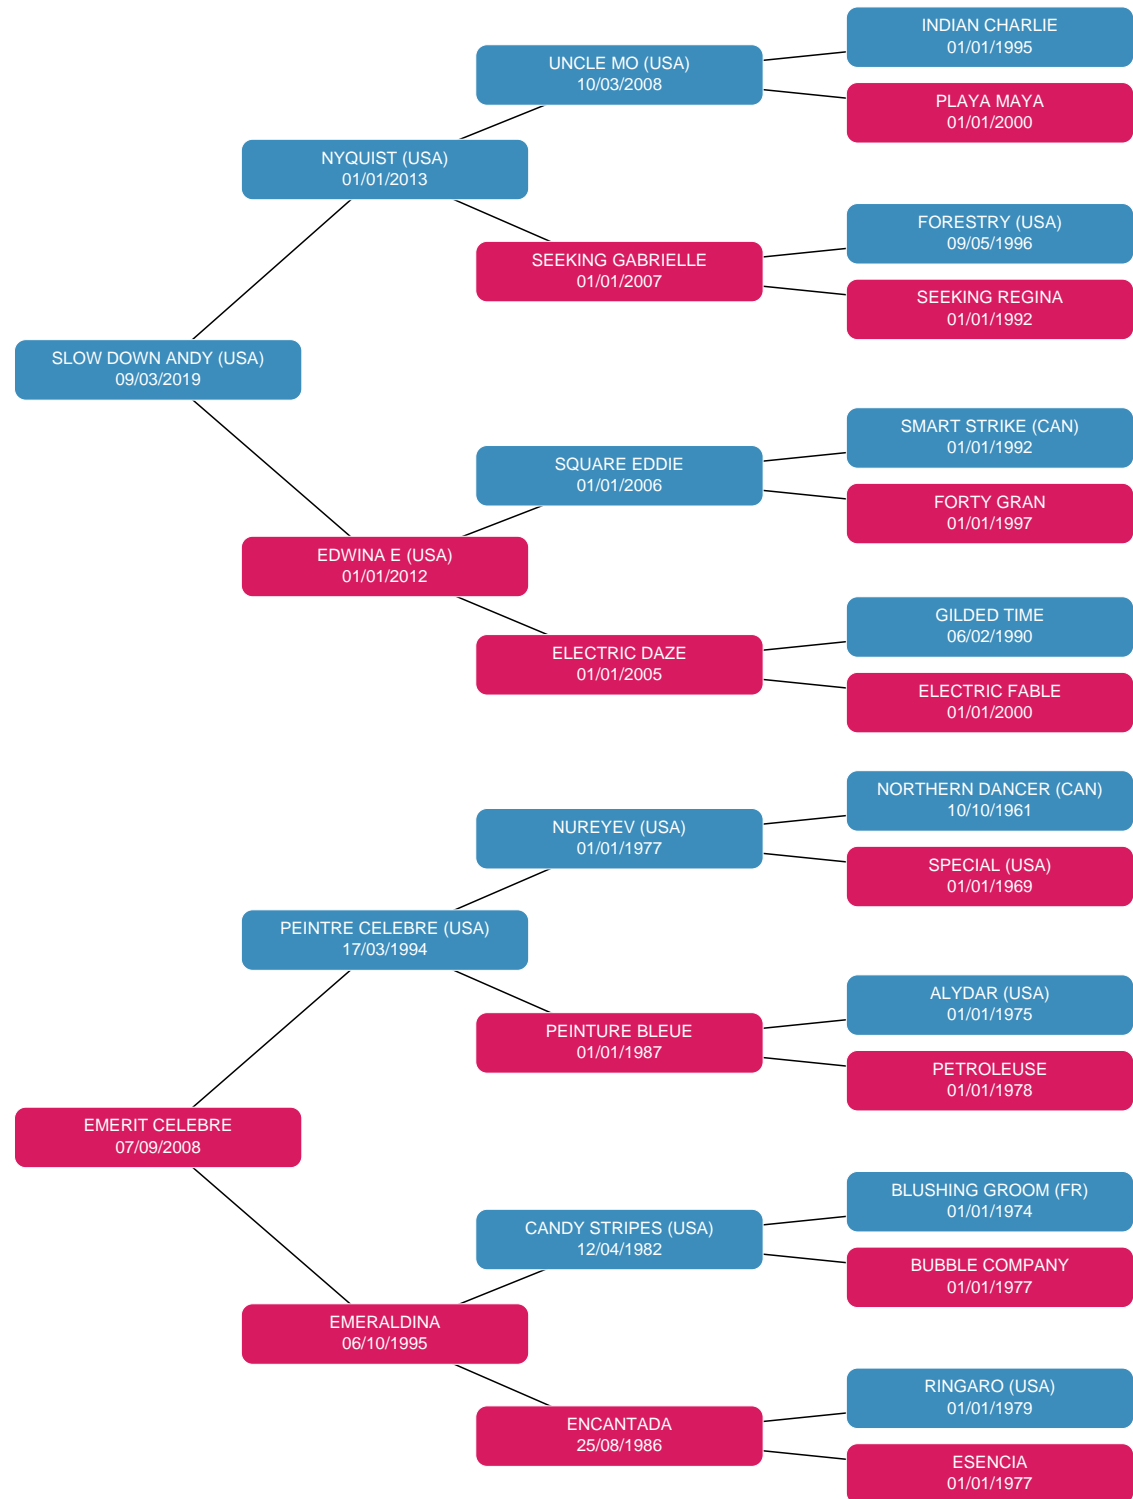 INDIAN CHARLIE
01/01/1995
UNCLE MO (USA)
10/03/2008
PLAYA MAYA
01/01/2000
NYQUIST (USA)
01/01/2013
FORESTRY (USA)
09/05/1996
SEEKING GABRIELLE
01/01/2007
SEEKING REGINA
01/01/1992
SLOW DOWN ANDY (USA)
09/03/2019
SMART STRIKE (CAN)
01/01/1992
SQUARE EDDIE
01/01/2006
FORTY GRAN
01/01/1997
EDWINA E (USA)
01/01/2012
GILDED TIME
06/02/1990
ELECTRIC DAZE
01/01/2005
ELECTRIC FABLE
01/01/2000
NORTHERN DANCER (CAN)
10/10/1961
NUREYEV (USA)
01/01/1977
SPECIAL (USA)
01/01/1969
PEINTRE CELEBRE (USA)
17/03/1994
ALYDAR (USA)
01/01/1975
PEINTURE BLEUE
01/01/1987
PETROLEUSE
01/01/1978
EMERIT CELEBRE
07/09/2008
BLUSHING GROOM (FR)
01/01/1974
CANDY STRIPES (USA)
12/04/1982
BUBBLE COMPANY
01/01/1977
EMERALDINA
06/10/1995
RINGARO (USA)
01/01/1979
ENCANTADA
25/08/1986
ESENCIA
01/01/1977